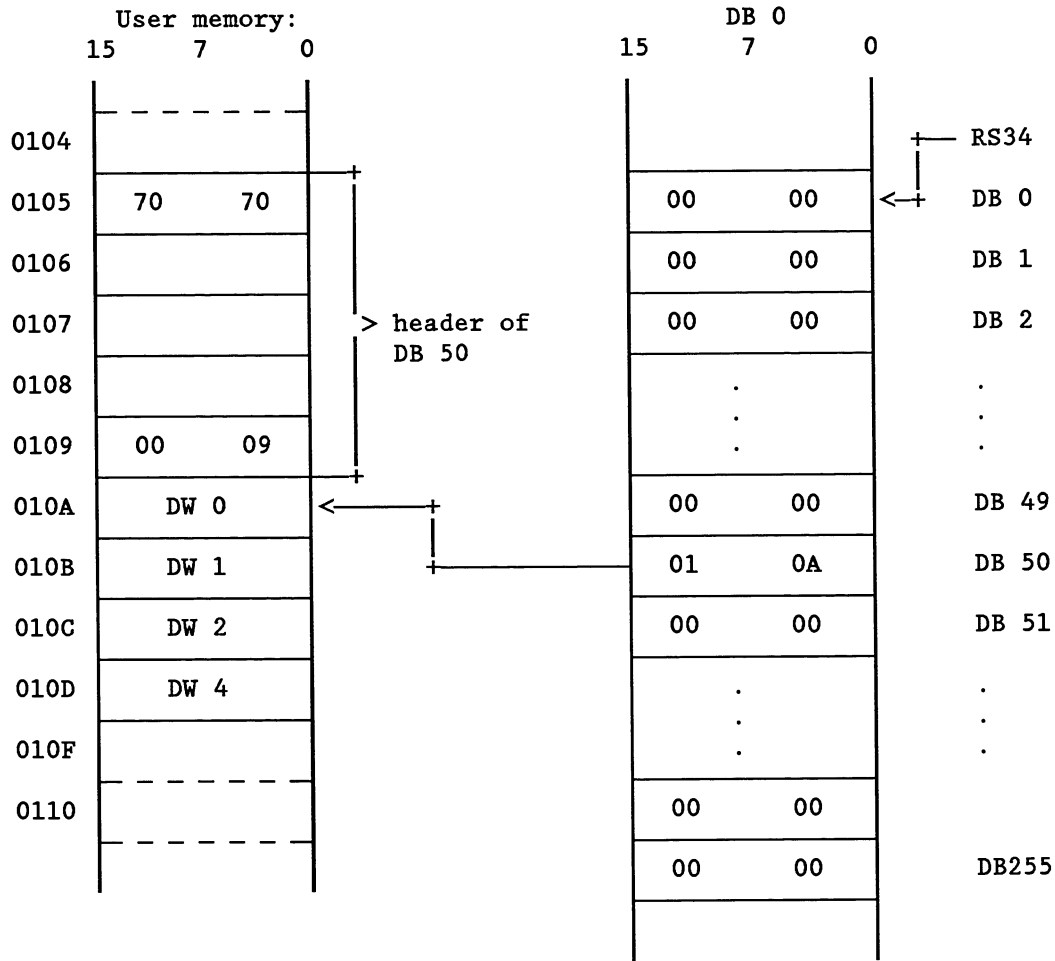 User memory: DB 0
15 7 0 15 7 0
0104 RS34
0105 70 70 00 00 DB 0
0106 00 00 DB 1
0107 > header of 00 00 DB 2
DB 50
0108 . .
. .
0109 00 09 . .
010A DW 0 00 00 DB 49
010B DW 1 01 0A DB 50
010C DW 2 00 00 DB 51
010D DW 4 . .
. .
010F . .
0110 00 00
00 00 DB255